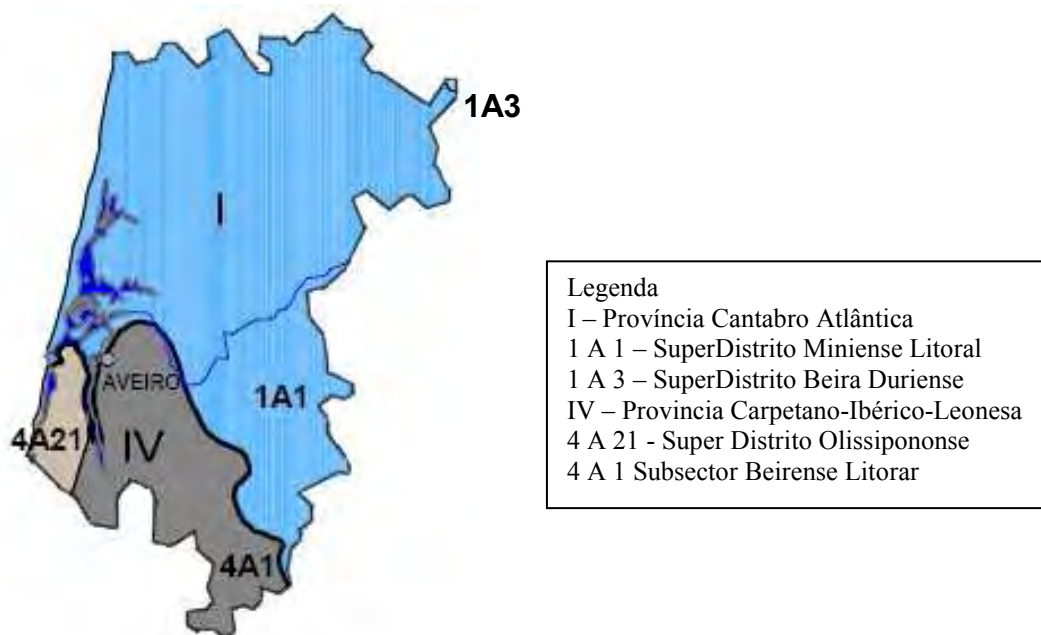 1A3
I
AVEIRO
1A1
4A21
IV
4A1
Legenda
I – Província Cantabro Atlântica
1 A 1 – SuperDistrito Miniense Litoral
1 A 3 – SuperDistrito Beira Duriense
IV – Provincia Carpetano-Ibérico-Leonesa
4 A 21 - Super Distrito Olissipononse
4 A 1 Subsector Beirense Litorar